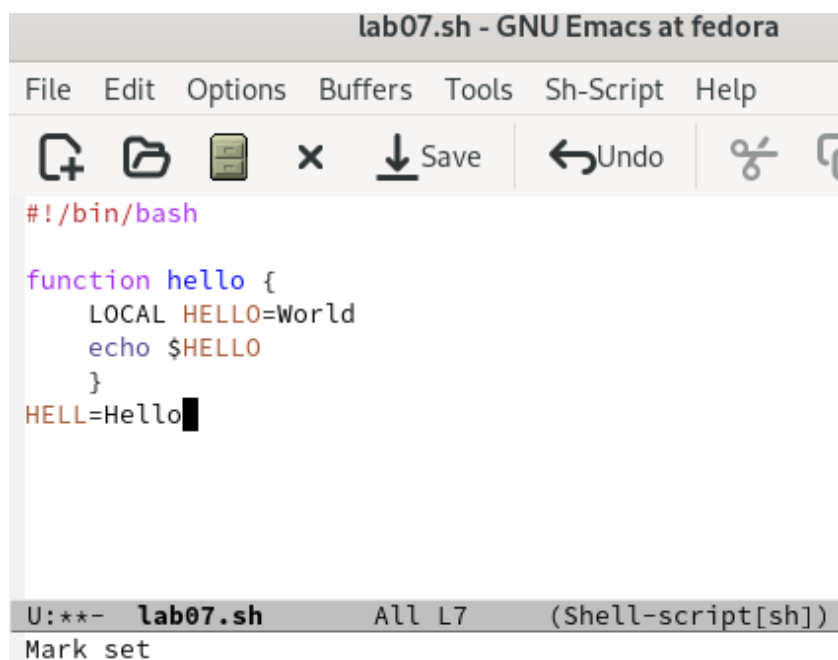 lab07.sh - GNU Emacs at fedora
File Edit Options Buffers Tools Sh-Script Help
Save Undo
#!/bin/bash
function hello {
    LOCAL HELLO=World
    echo $HELLO
    }
HELL=Hello
U:**- lab07.sh All L7 (Shell-script[sh])
Mark set